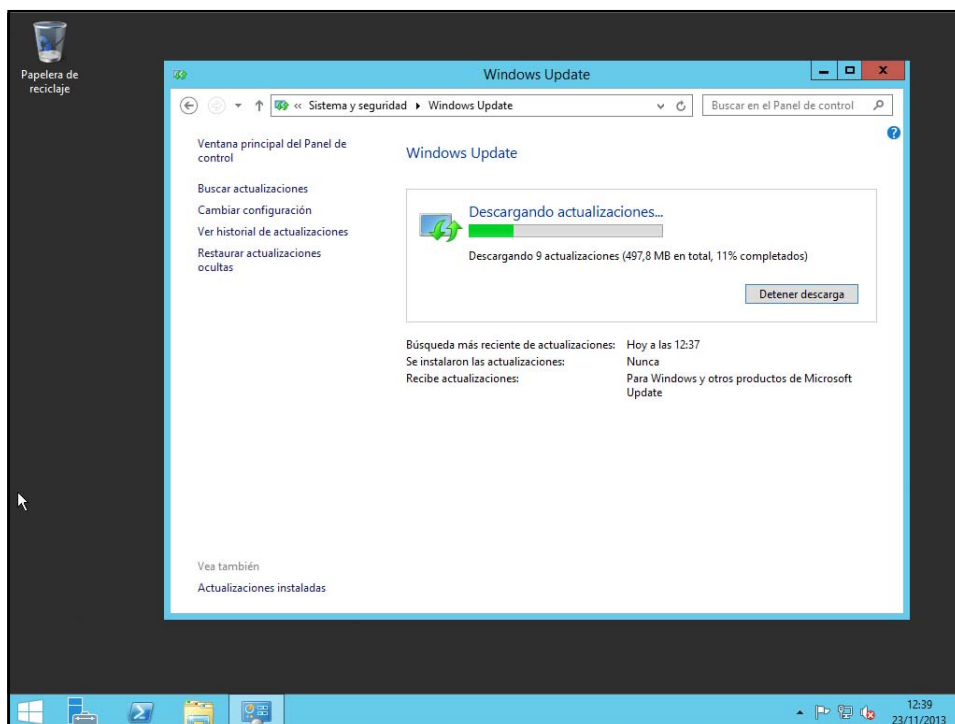 Papelera de
reciclaje
Windows Update
« Sistema y seguridad ▸ Windows Update
Buscar en el Panel de control
Ventana principal del Panel de
control
Windows Update
Buscar actualizaciones
Cambiar configuración
Ver historial de actualizaciones
Restaurar actualizaciones
ocultas
Descargando actualizaciones...
Descargando 9 actualizaciones (497,8 MB en total, 11% completados)
Detener descarga
Búsqueda más reciente de actualizaciones: Hoy a las 12:37
Se instalaron las actualizaciones: Nunca
Recibe actualizaciones: Para Windows y otros productos de Microsoft
Update
Vea también
Actualizaciones instaladas
12:39
23/11/2013